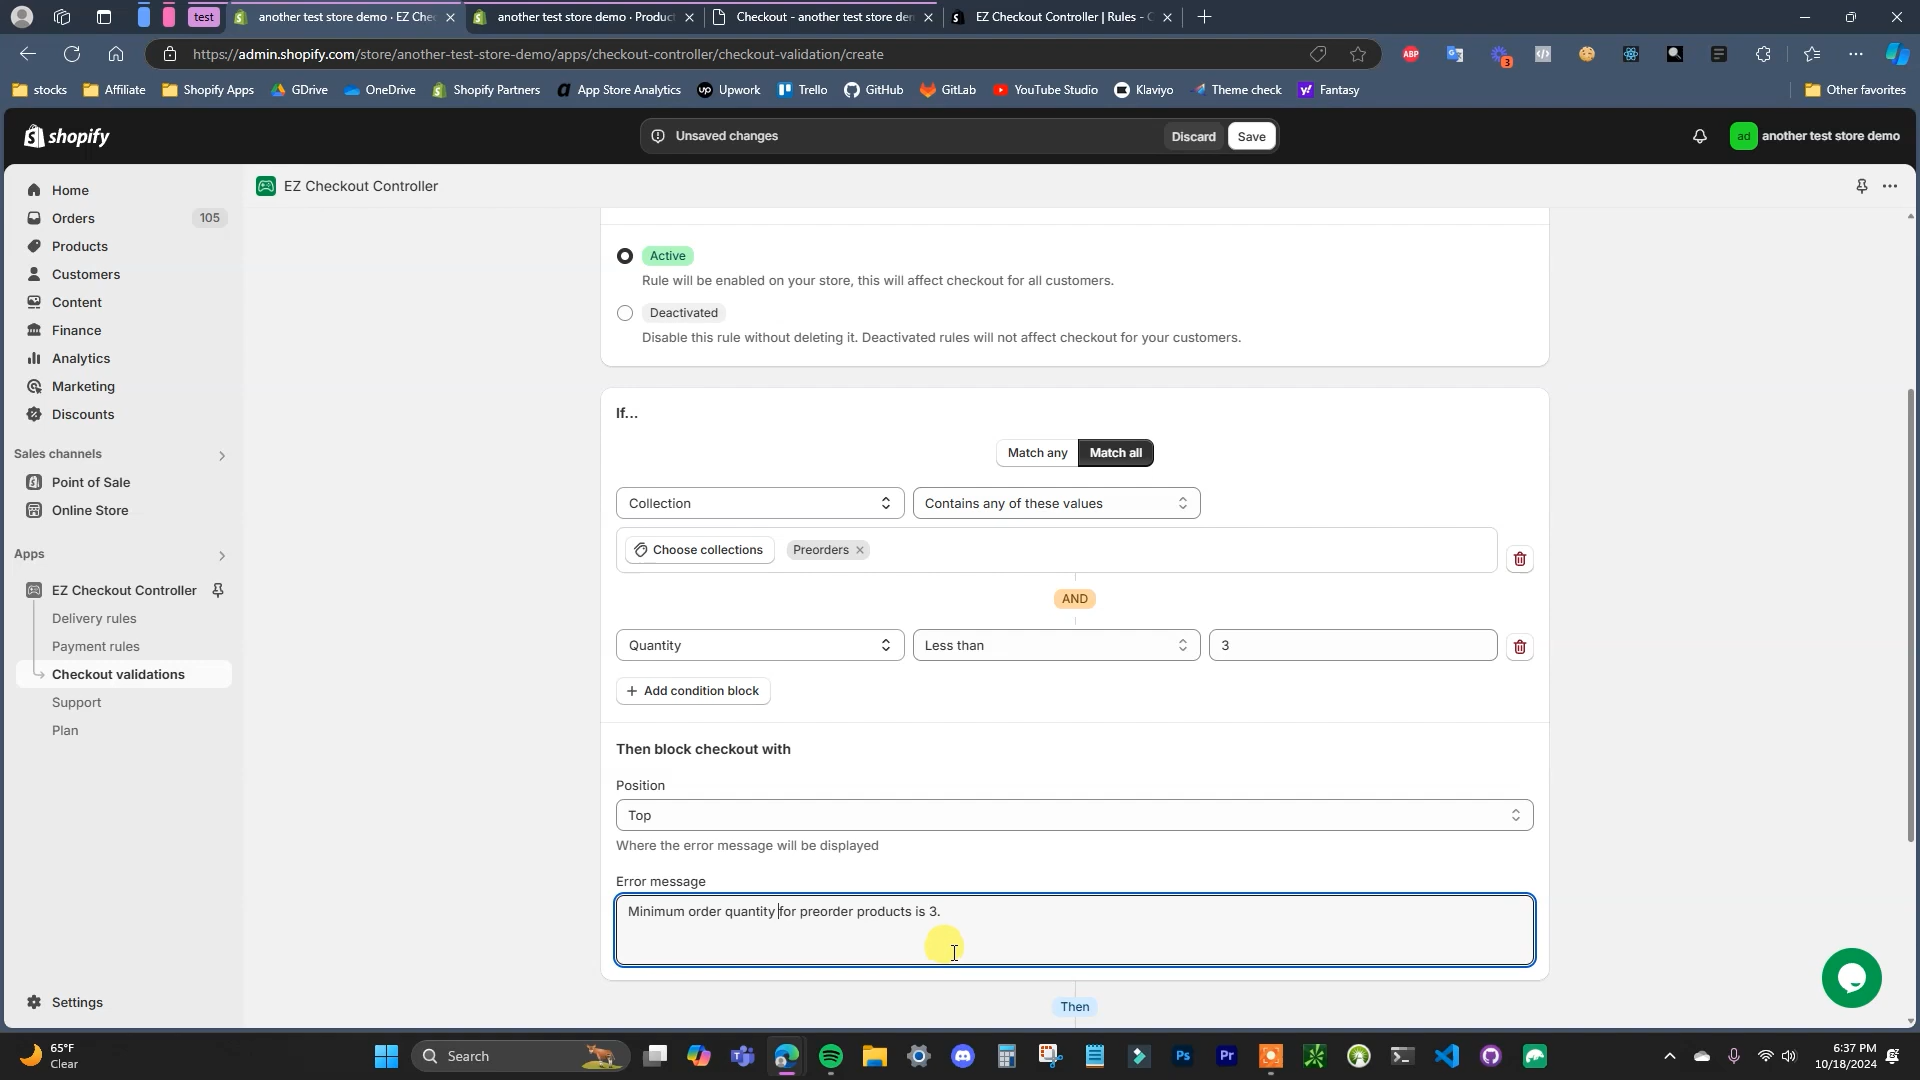 test
another test store demo · EZ Chec
another test store demo · Product
Checkout - another test store dem
EZ Checkout Controller | Rules - C
https://admin.shopify.com/store/another-test-store-demo/apps/checkout-controller/checkout-validation/create
ABP
3
stocks
Affiliate
Shopify Apps
GDrive
OneDrive
Shopify Partners
App Store Analytics
Upwork
Trello
GitHub
GitLab
YouTube Studio
Klaviyo
Theme check
Fantasy
Other favorites
shopify
Unsaved changes
Discard
Save
ad
another test store demo
Home
Orders
105
Products
Customers
Content
Finance
Analytics
Marketing
Discounts
Sales channels
Point of Sale
Online Store
Apps
EZ Checkout Controller
Delivery rules
Payment rules
Checkout validations
Support
Plan
Settings
EZ Checkout Controller
Active
Rule will be enabled on your store, this will affect checkout for all customers.
Deactivated
Disable this rule without deleting it. Deactivated rules will not affect checkout for your customers.
If...
Match any
Match all
Collection
Contains any of these values
Choose collections
Preorders
AND
Quantity
Less than
3
Add condition block
Then block checkout with
Position
Top
Where the error message will be displayed
Error message
Minimum order quantity for preorder products is 3.
Then
65°F
Clear
Search
Ps
Pr
6:37 PM
10/18/2024